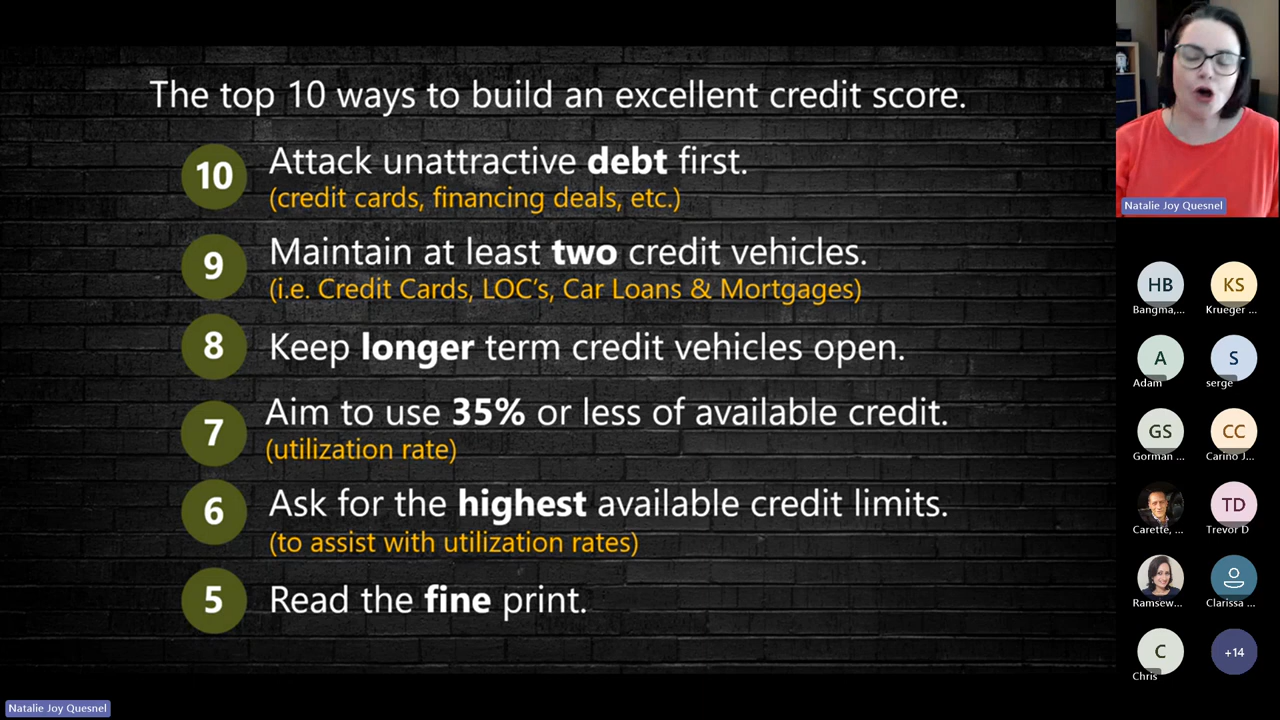 The top 10 ways to build an excellent credit score.
10 Attack unattractive debt first.
(credit cards, financing deals, etc.)
9 Maintain at least two credit vehicles.
(i.e. Credit Cards, LOC's, Car Loans & Mortgages)
8 Keep longer term credit vehicles open.
7 Aim to use 35% or less of available credit.
(utilization rate)
6 Ask for the highest available credit limits.
(to assist with utilization rates)
5 Read the fine print.
Natalie Joy Quesnel
Natalie Joy Quesnel
HB KS
Bangma,... Krueger ...
A S
Adam serge
GS CC
Gorman ... Carino J...
TD
Carette, ... Trevor D
Ramsew... Clarissa ...
C +14
Chris